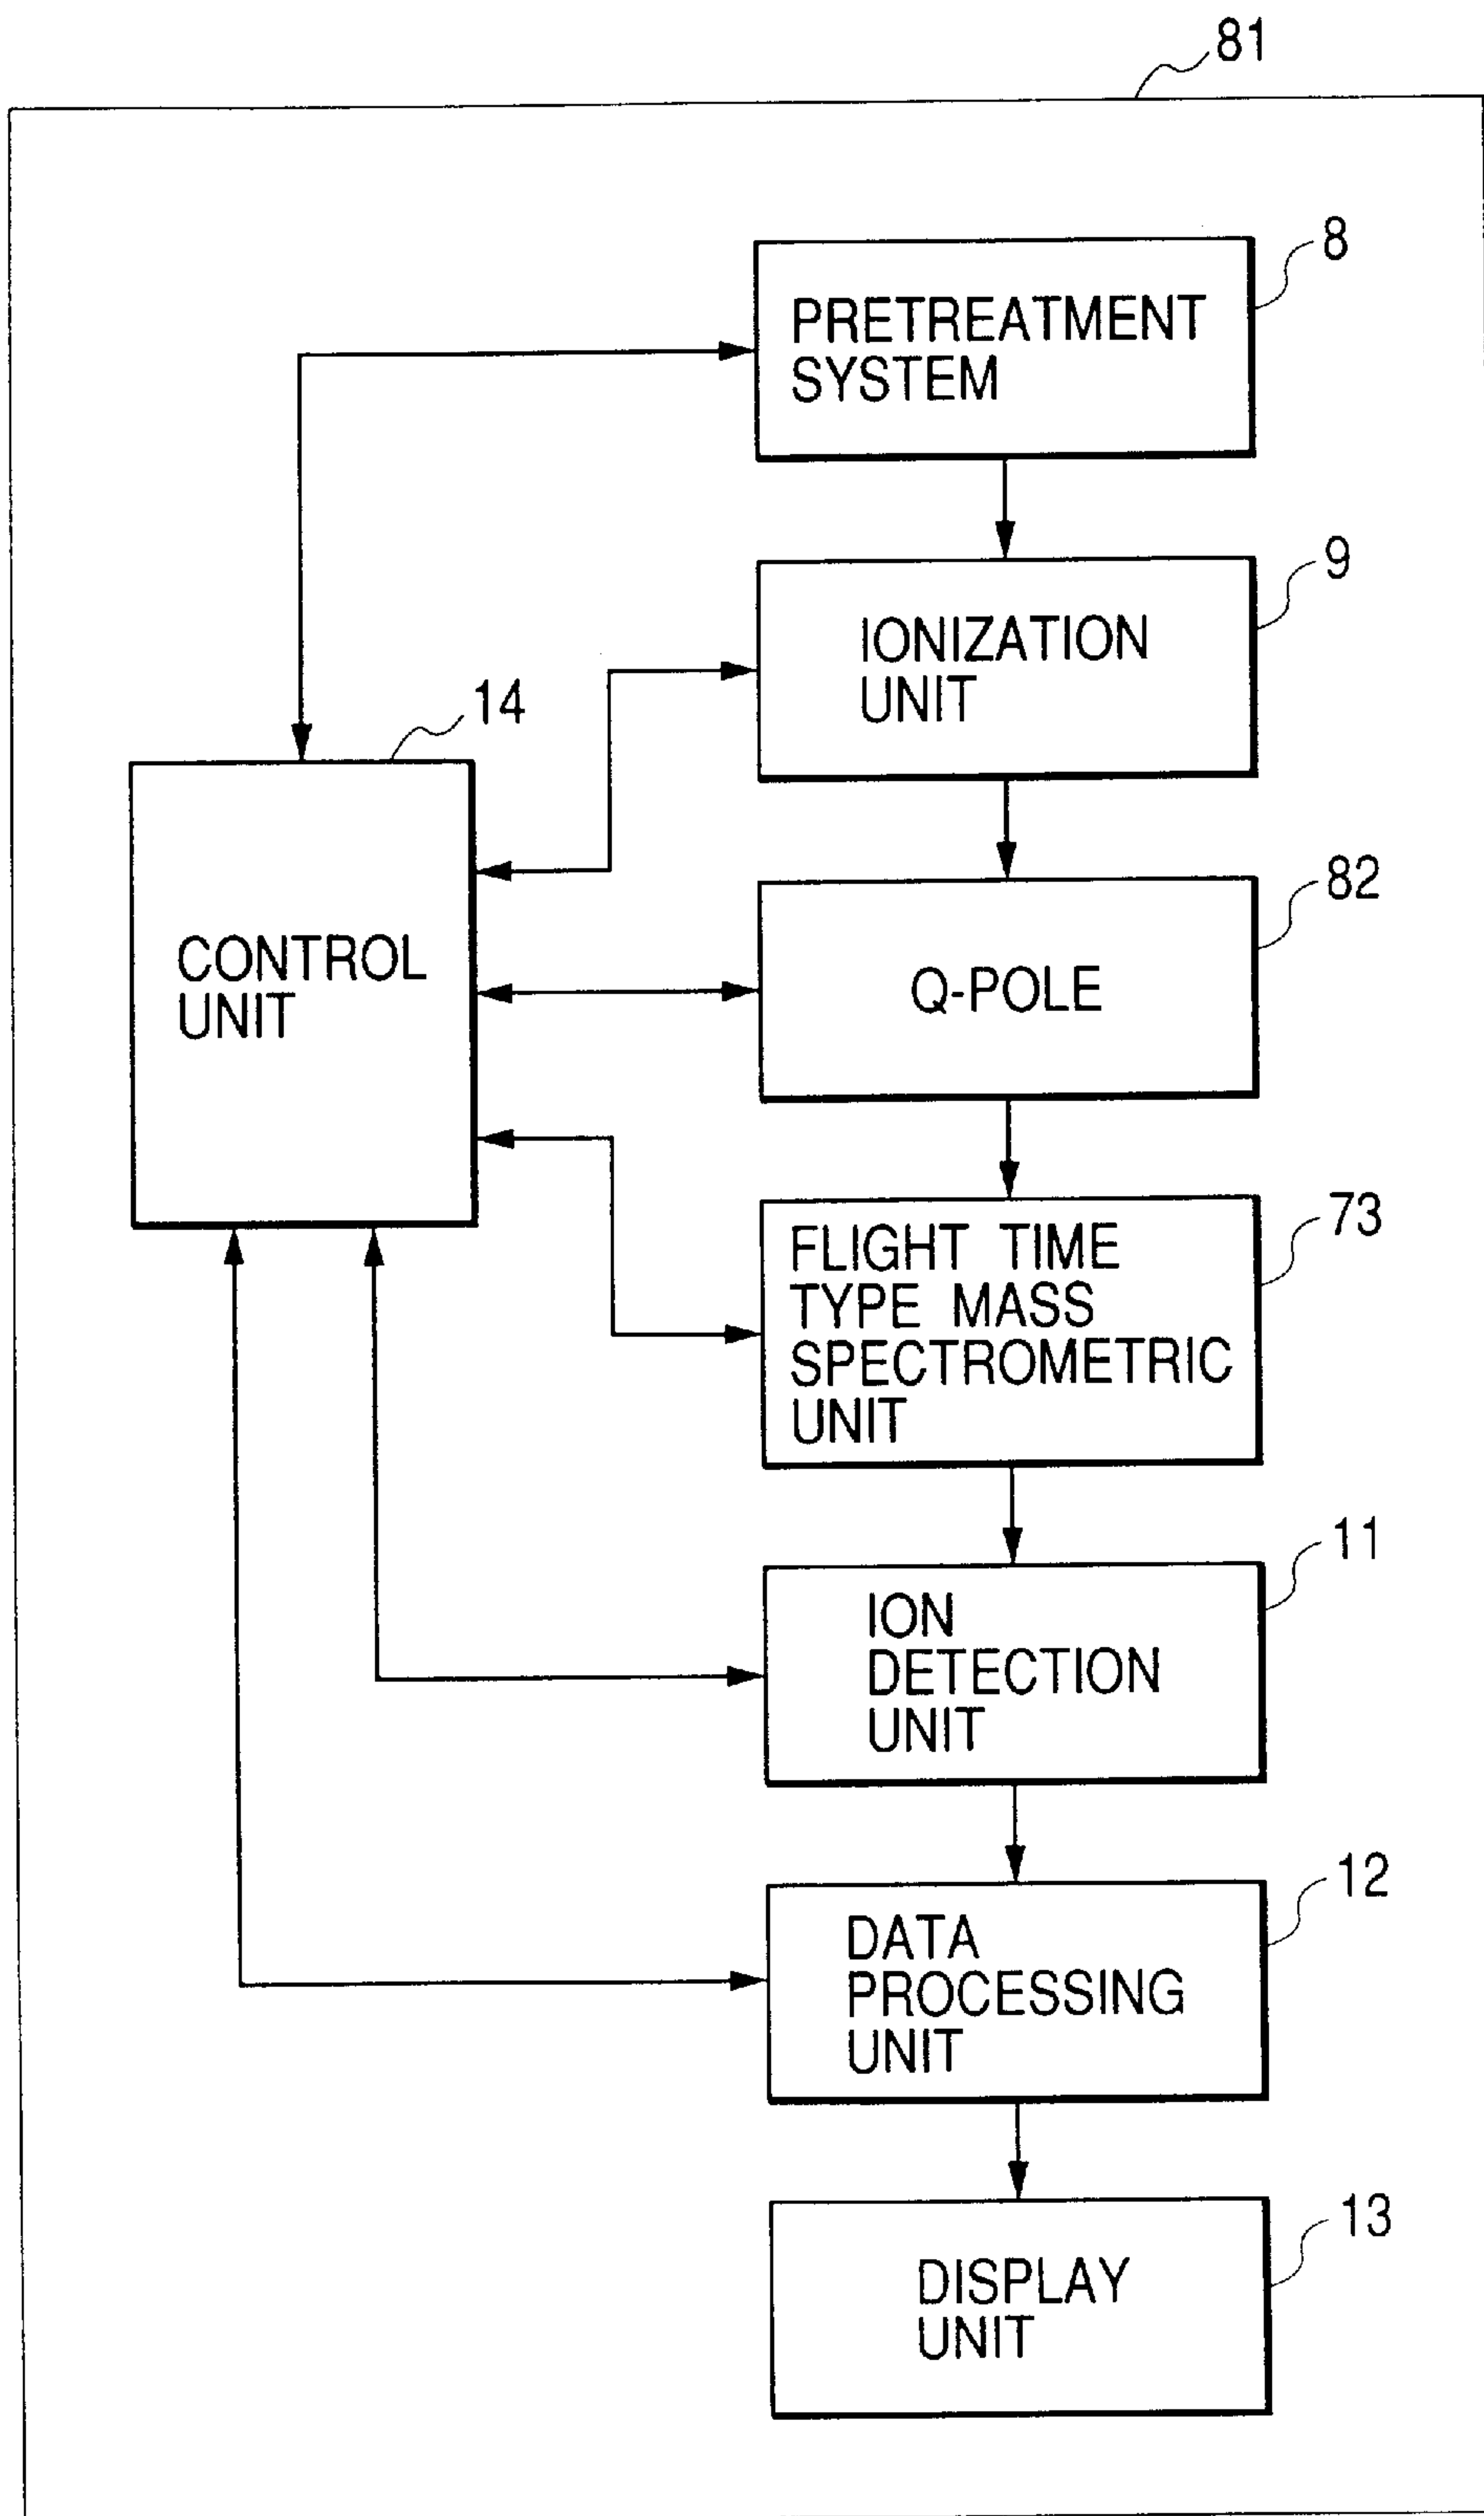 81
8
PRETREATMENT
SYSTEM
9
IONIZATION
UNIT
14
CONTROL
UNIT
82
Q-POLE
73
FLIGHT TIME
TYPE MASS
SPECTROMETRIC
UNIT
11
ION
DETECTION
UNIT
12
DATA
PROCESSING
UNIT
13
DISPLAY
UNIT